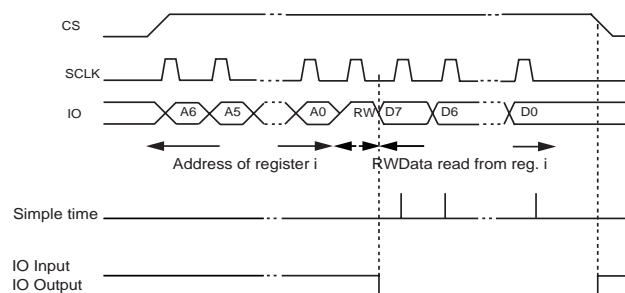 CS
SCLK
IO A6 A5 A0 RW D7 D6 D0
Address of register i RWData read from reg. i
Simple time
IO Input
IO Output